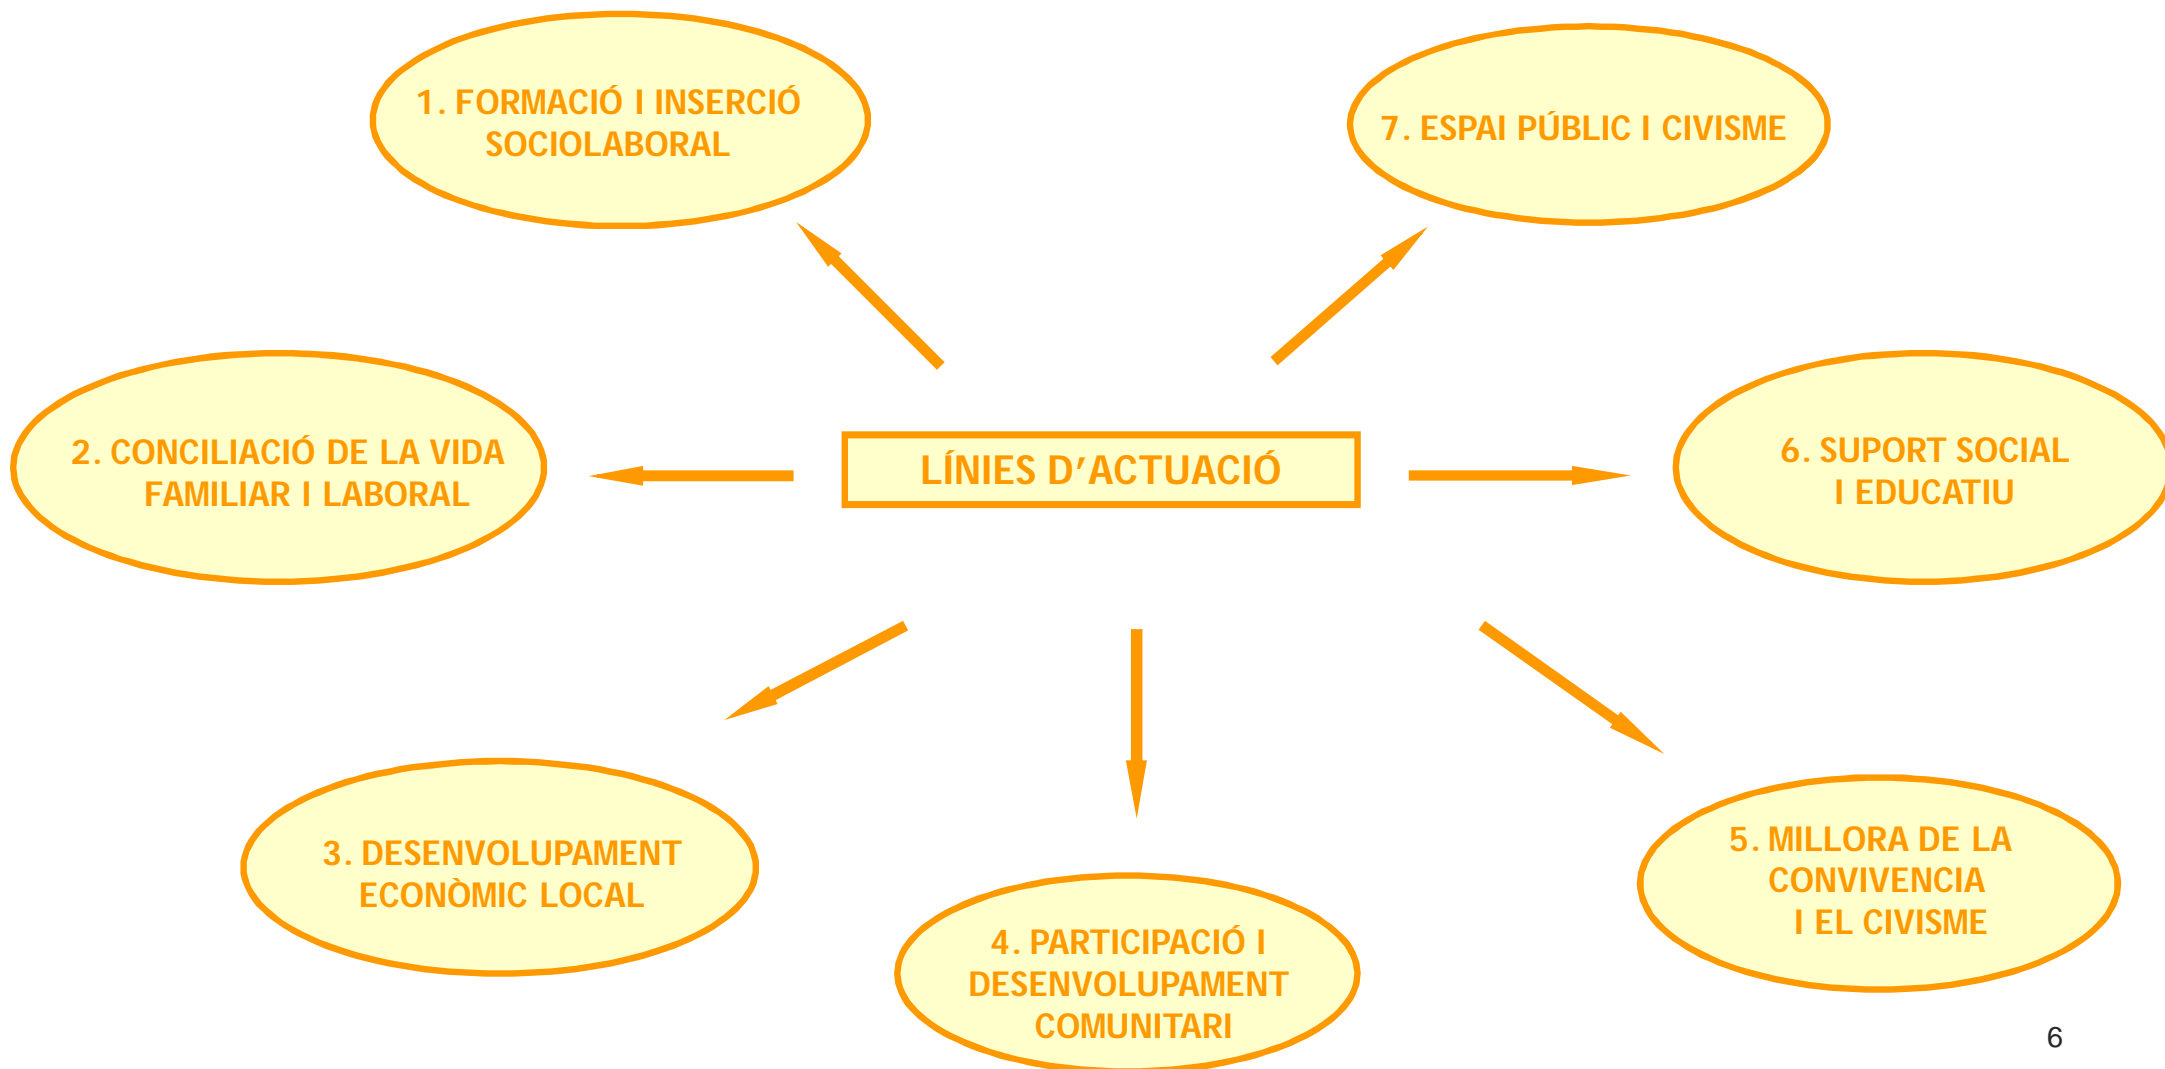 1. FORMACIÓ I INSERCIÓ
SOCIOLABORAL
7. ESPAI PÚBLIC I CIVISME
2. CONCILIACIÓ DE LA VIDA
FAMILIAR I LABORAL
LÍNIES D'ACTUACIÓ
6. SUPORT SOCIAL
I EDUCATIU
3. DESENVOLUPAMENT
ECONÒMIC LOCAL
4. PARTICIPACIÓ I
DESENVOLUPAMENT
COMUNITARI
5. MILLORA DE LA
CONVIVENCIA
I EL CIVISME
6